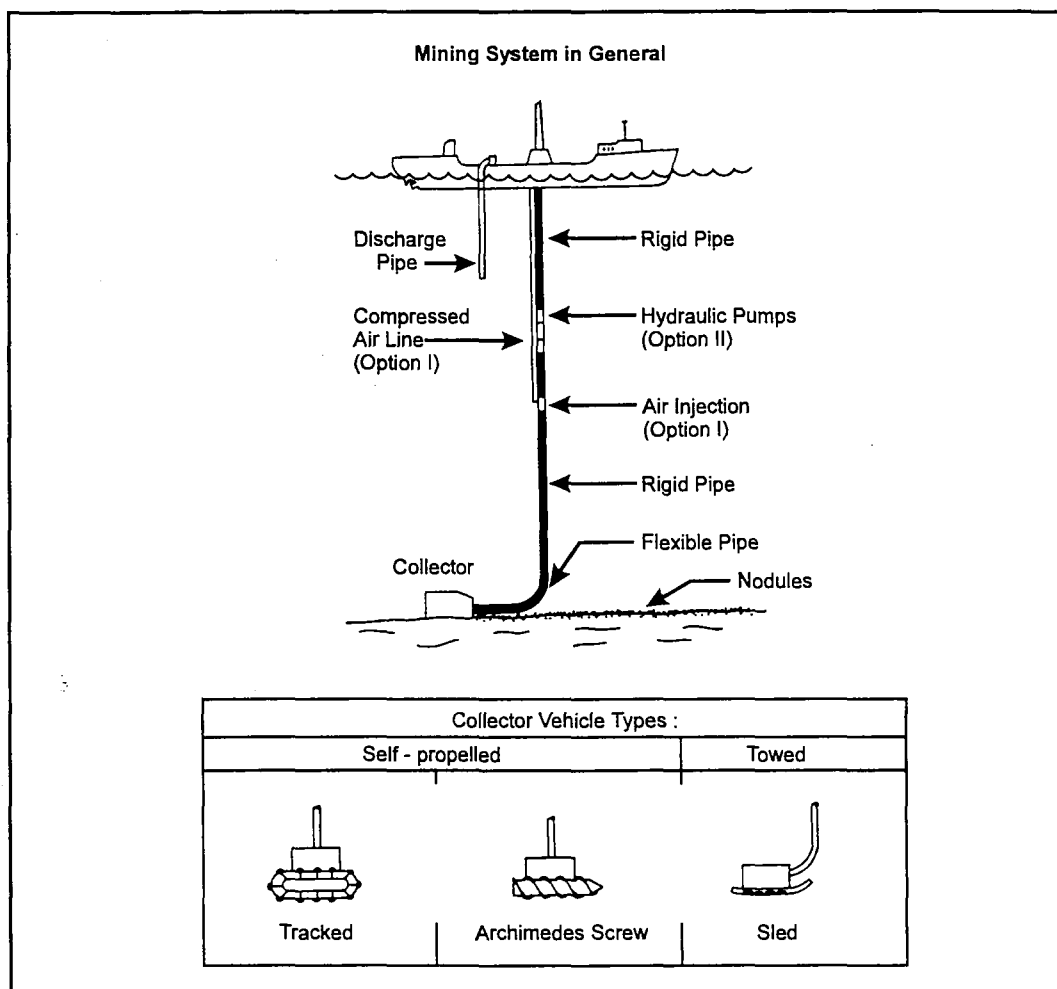 Mining System in General
Discharge
Pipe
Rigid Pipe
Compressed
Air Line
(Option I)
Hydraulic Pumps
(Option II)
Air Injection
(Option I)
Rigid Pipe
Flexible Pipe
Collector
Nodules
Collector Vehicle Types :
Self - propelled
Towed
Tracked
Archimedes Screw
Sled